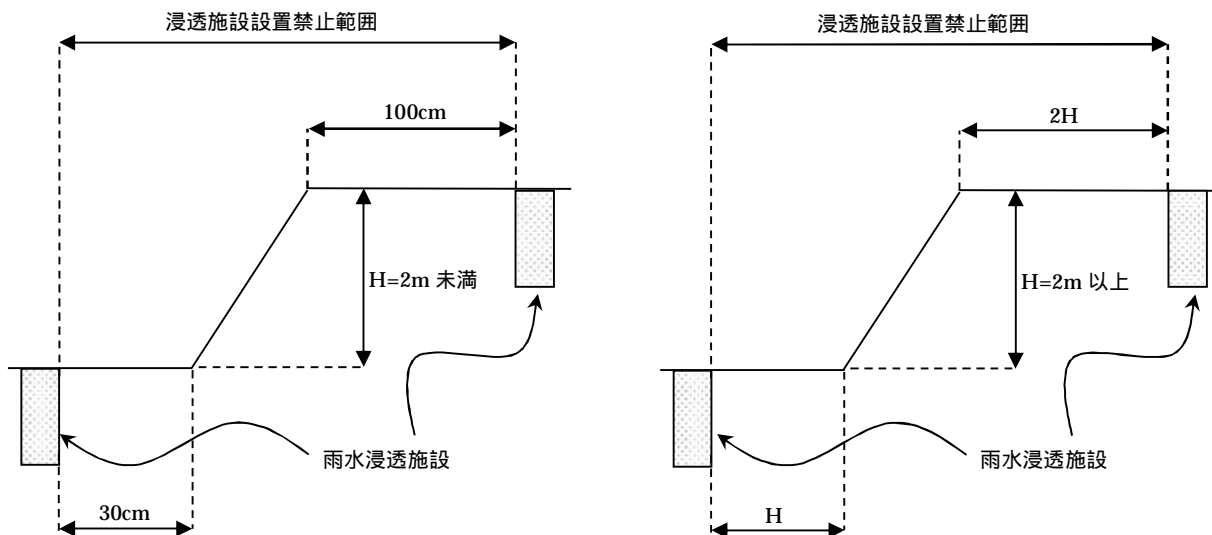 浸透施設設置禁止範囲
100cm
H=2m 未満
雨水浸透施設
30cm
浸透施設設置禁止範囲
2H
H=2m 以上
雨水浸透施設
H